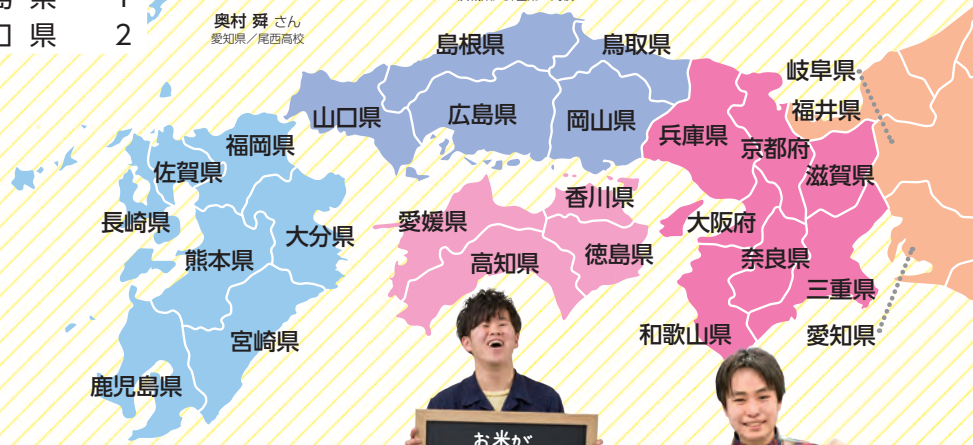 県 1
口 県 2
奥村 舜 さん
愛知県／尾西高校
島根県
鳥取県
岐阜県
山口県
広島県
岡山県
福井県
兵庫県
京都府
福岡県
佐賀県
滋賀県
香川県
長崎県
愛媛県
大阪府
大分県
熊本県
高知県
徳島県
奈良県
三重県
宮崎県
和歌山県
愛知県
鹿児島県
お米が